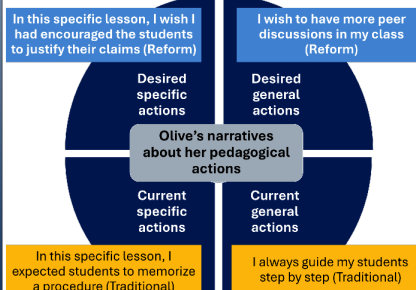 In this specific lesson, I wish I
had encouraged the students
to justify their claims (Reform)
I wish to have more peer
discussions in my class
(Reform)
Desired
specific
actions
Desired
general
actions
Olive's narratives
about her pedagogical
actions
Current
specific
actions
Current
general
actions
In this specific lesson, I
expected students to memorize
a procedure (Traditional)
I always guide my students
step by step (Traditional)